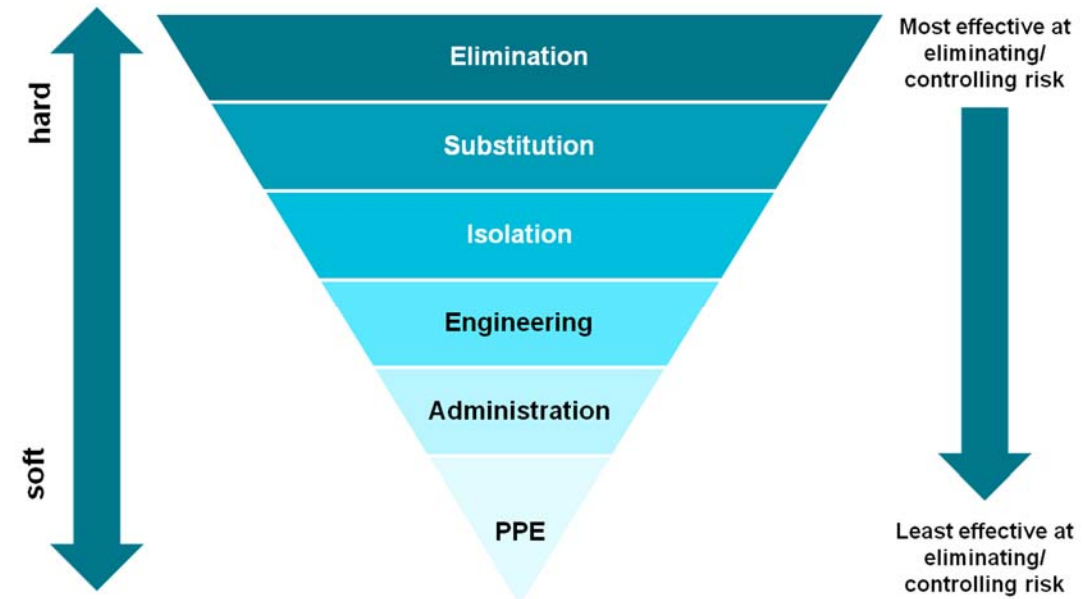 hard
soft
Elimination
Substitution
Isolation
Engineering
Administration
PPE
Most effective at
eliminating/
controlling risk
Least effective at
eliminating/
controlling risk